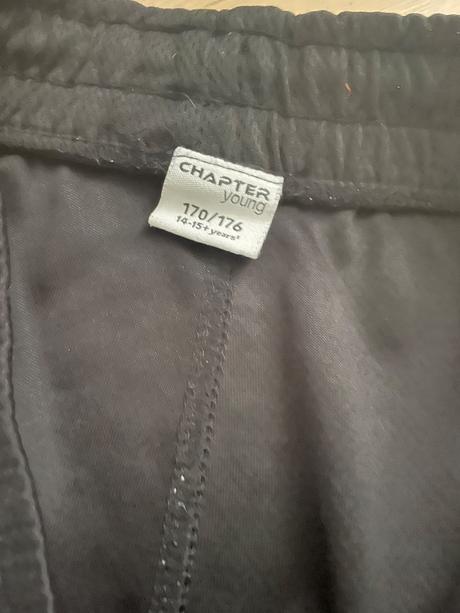 CHAPTER
young
170/176
14-15+years*